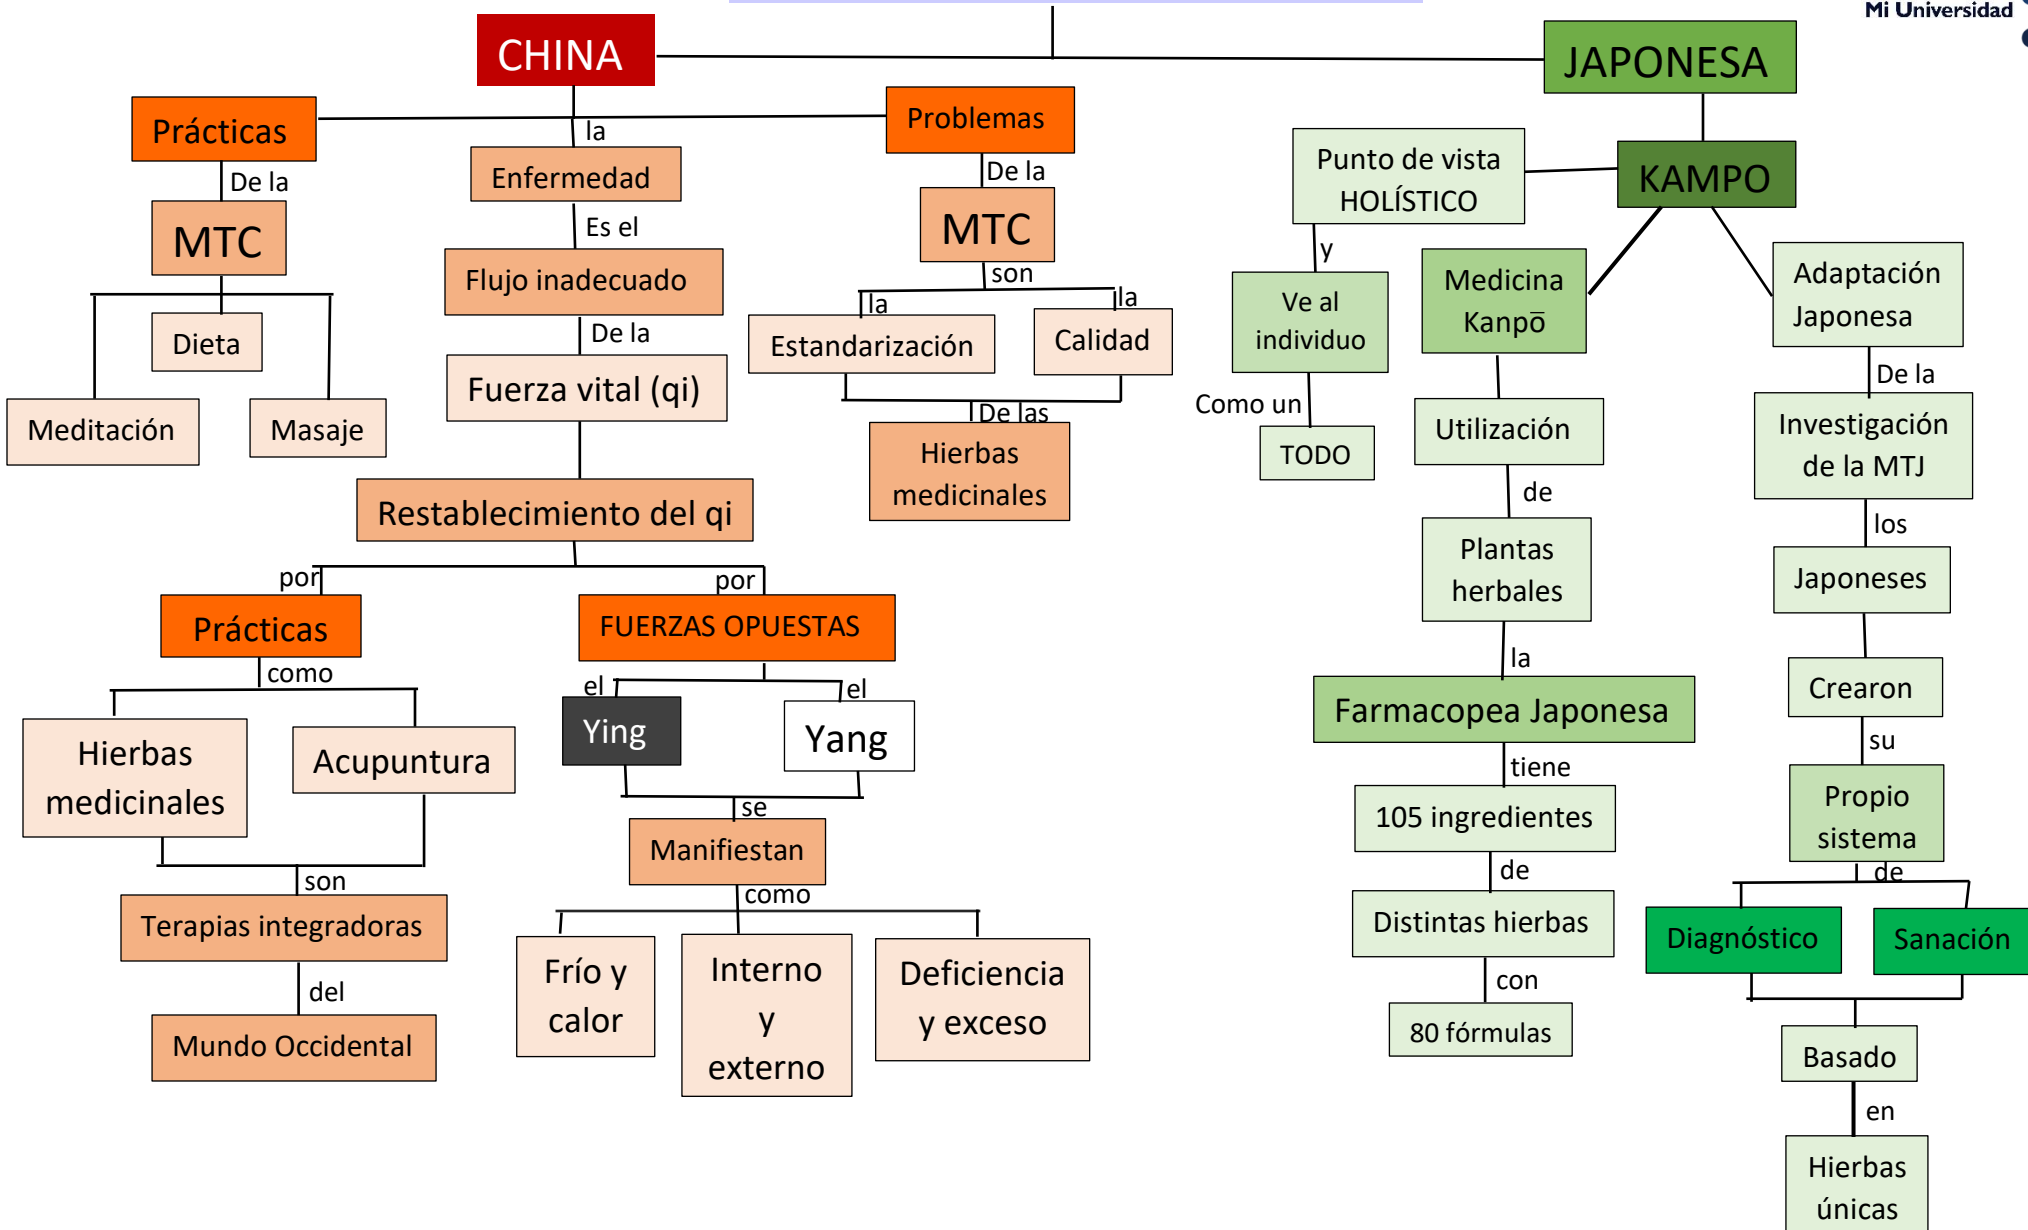 Mi Universidad
CHINA
JAPONESA
Prácticas
la
Problemas
De la
Enfermedad
De la
MTC
Es el
MTC
Flujo inadecuado
son
la
la
Dieta
De la
Estandarización
Calidad
Meditación
Masaje
Fuerza vital (qi)
De las
Hierbas
medicinales
Restablecimiento del qi
por
por
Prácticas
FUERZAS OPUESTAS
como
el
el
Hierbas
medicinales
Acupuntura
Ying
Yang
se
son
Manifiestan
como
Terapias integradoras
del
Mundo Occidental
Frío y
calor
Interno
y
externo
Deficiencia
y exceso
KAMPO
Punto de vista
HOLÍSTICO
y
Ve al
individuo
Como un
TODO
Medicina
Kanpō
Utilización
de
Plantas
herbales
la
Farmacopea Japonesa
tiene
105 ingredientes
de
Distintas hierbas
con
80 fórmulas
Adaptación
Japonesa
De la
Investigación
de la MTJ
los
Japoneses
Crearon
su
Propio
sistema
de
Diagnóstico
Sanación
Basado
en
Hierbas
únicas